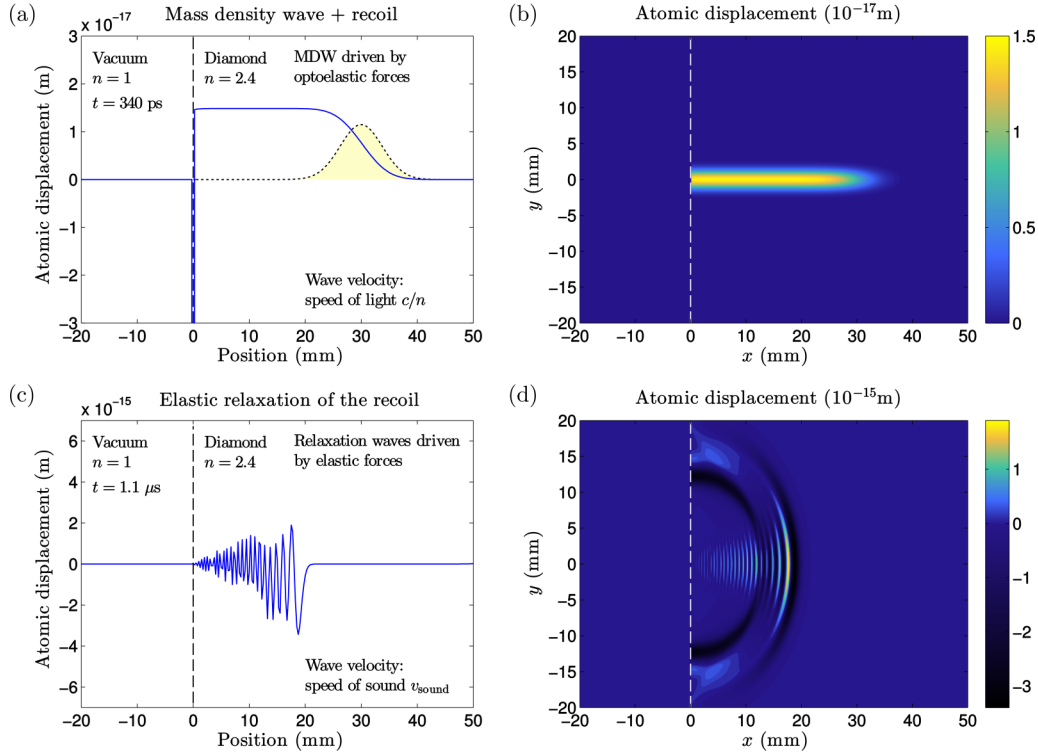 (a)
Mass density wave + recoil
x 10⁻¹⁷
Vacuum
n = 1
t = 340 ps
Diamond
n = 2.4
MDW driven by
optoelastic forces
Wave velocity:
speed of light c/n
3
2
1
0
−1
−2
−3
Atomic displacement (m)
−20 −10 0 10 20 30 40 50
Position (mm)
(b)
Atomic displacement (10⁻¹⁷m)
20
15
10
5
0
−5
−10
−15
−20
y (mm)
−20 −10 0 10 20 30 40 50
x (mm)
1.5
1
0.5
0
(c)
Elastic relaxation of the recoil
x 10⁻¹⁵
Vacuum
n = 1
t = 1.1 μs
Diamond
n = 2.4
Relaxation waves driven
by elastic forces
Wave velocity:
speed of sound v_sound
6
4
2
0
−2
−4
−6
Atomic displacement (m)
−20 −10 0 10 20 30 40 50
Position (mm)
(d)
Atomic displacement (10⁻¹⁵m)
20
15
10
5
0
−5
−10
−15
−20
y (mm)
−20 −10 0 10 20 30 40 50
x (mm)
1
0
−1
−2
−3